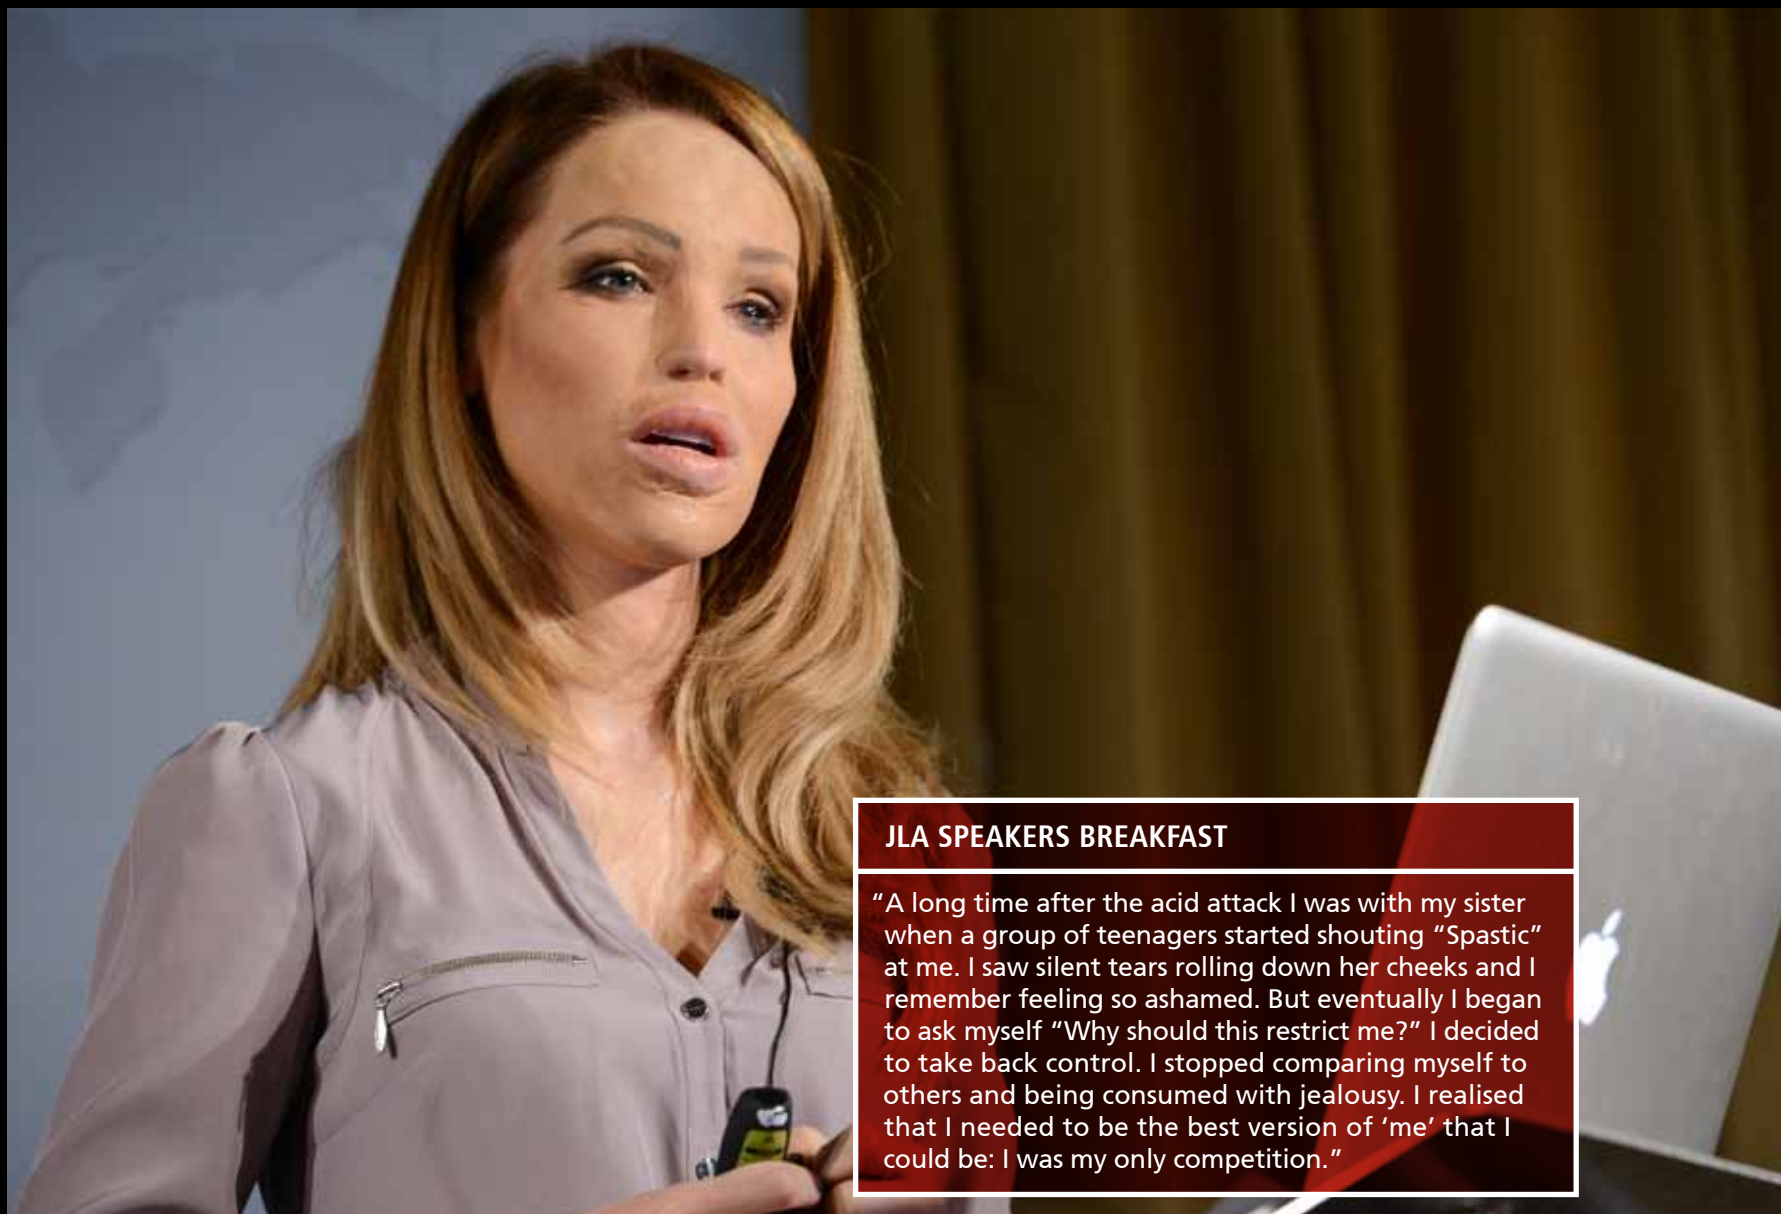 JLA SPEAKERS BREAKFAST
“A long time after the acid attack I was with my sister
when a group of teenagers started shouting “Spastic”
at me. I saw silent tears rolling down her cheeks and I
remember feeling so ashamed. But eventually I began
to ask myself “Why should this restrict me?” I decided
to take back control. I stopped comparing myself to
others and being consumed with jealousy. I realised
that I needed to be the best version of ‘me’ that I
could be: I was my only competition.”